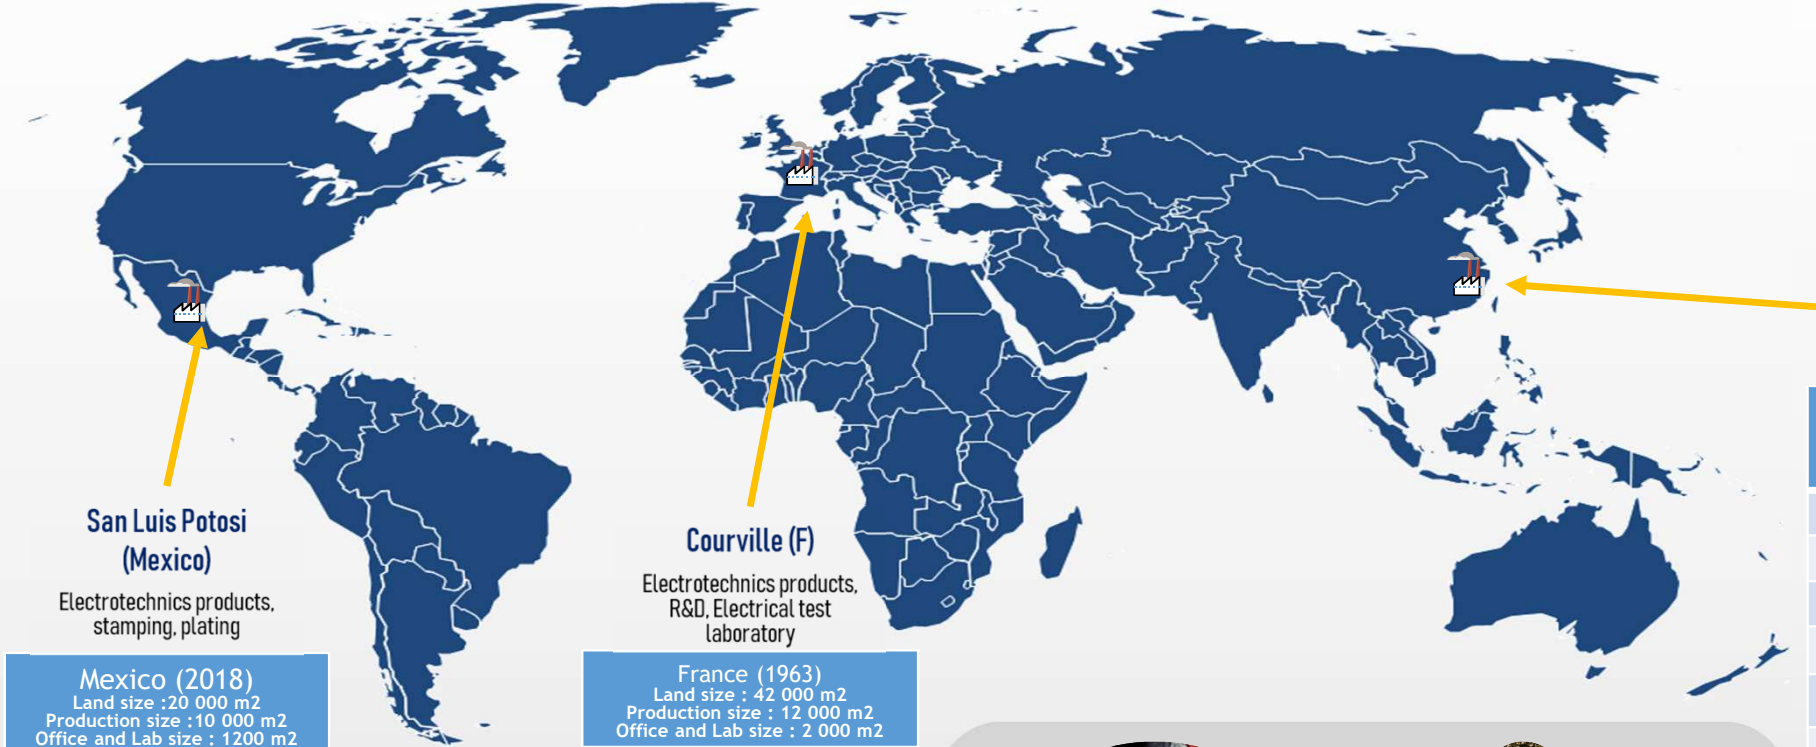 San Luis Potosi
(Mexico)
Electrotechnics products,
stamping, plating
Mexico (2018)
Land size :20 000 m2
Production size :10 000 m2
Office and Lab size : 1200 m2
Courville (F)
Electrotechnics products,
R&D, Electrical test
laboratory
France (1963)
Land size : 42 000 m2
Production size : 12 000 m2
Office and Lab size : 2 000 m2